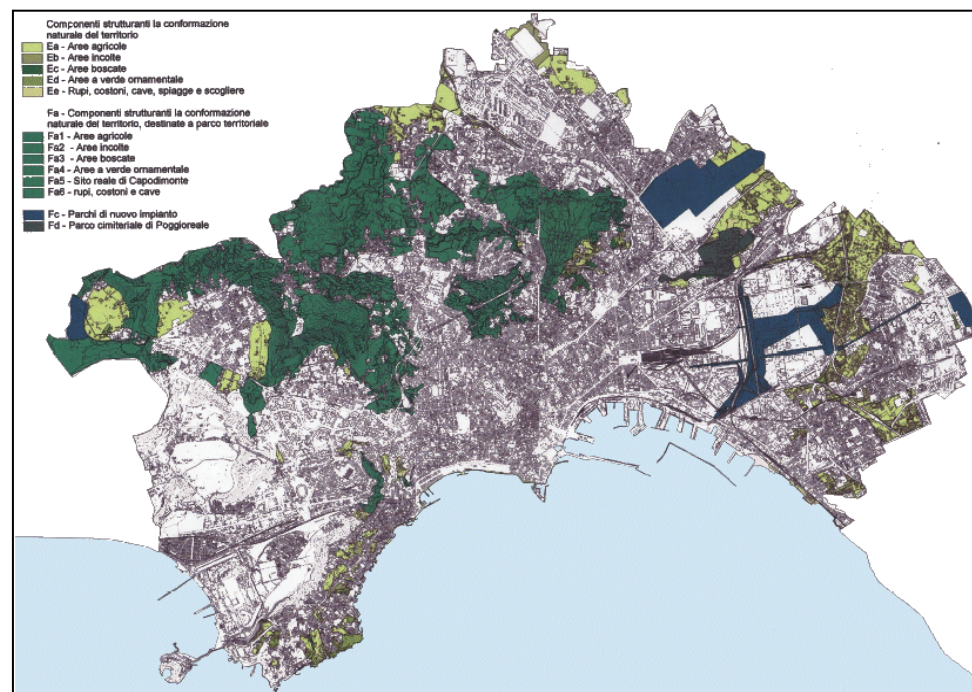 Componenti strutturanti la conformazione
naturale del territorio
Ea - Aree agricole
Eb - Aree incolte
Ec - Aree boscate
Ed - Aree a verde ornamentale
Ee - Rupi, costoni, cave, spiagge e scogliere
Fa - Componenti strutturanti la conformazione
naturale del territorio, destinate a parco territoriale
Fa1 - Aree agricole
Fa2 - Aree incolte
Fa3 - Aree boscate
Fa4 - Aree a verde ornamentale
Fa5 - Sito reale di Capodimonte
Fa6 - rupi, costoni e cave
Fc - Parchi di nuovo impianto
Fd - Parco cimiteriale di Poggioreale